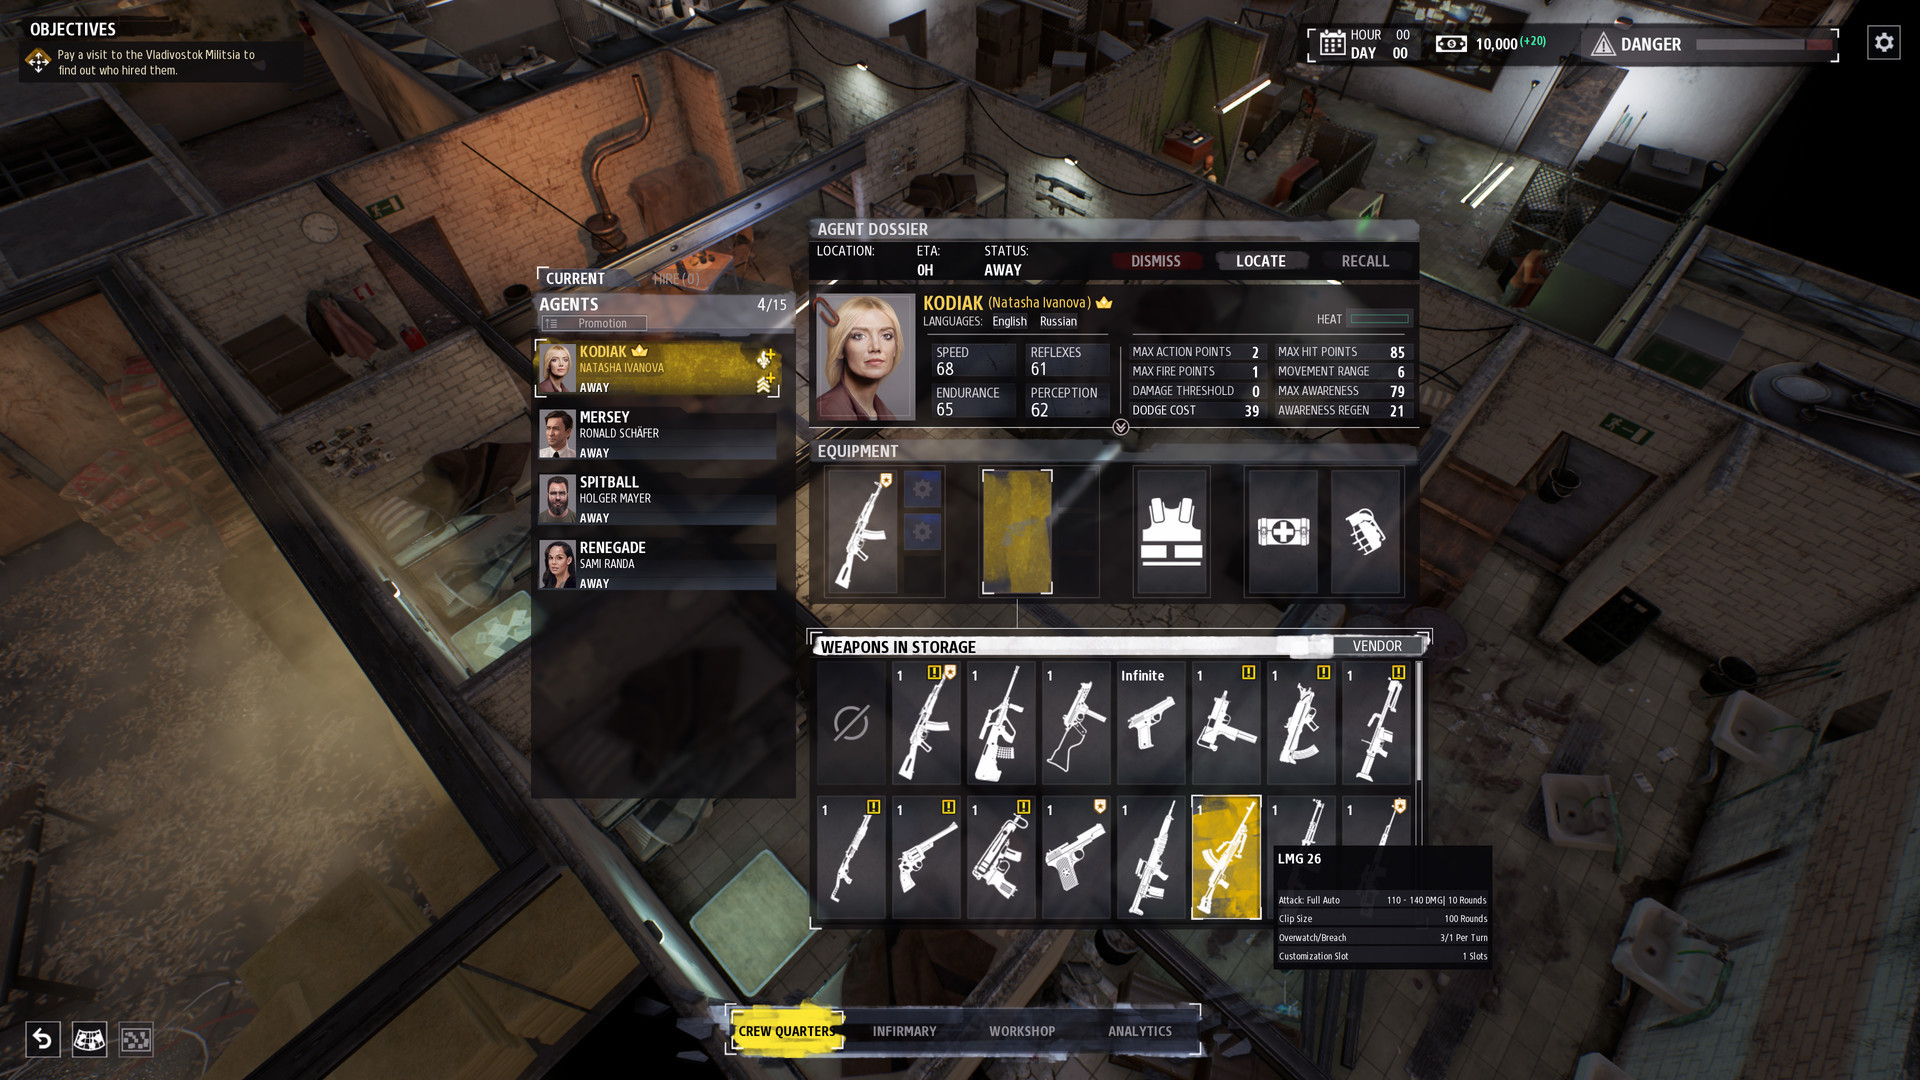 OBJECTIVES
Pay a visit to the Vladivostok Militsia to
find out who hired them.
HOUR 00
DAY 00
10,000 (+20)
DANGER
AGENT DOSSIER
LOCATION:
ETA:
0H
STATUS:
AWAY
DISMISS
LOCATE
RECALL
CURRENT
HIRE (0)
AGENTS 4/15
Promotion
KODIAK
NATASHA IVANOVA
AWAY
MERSEY
RONALD SCHÄFER
AWAY
SPITBALL
HOLGER MAYER
AWAY
RENEGADE
SAMI RANDA
AWAY
KODIAK (Natasha Ivanova)
LANGUAGES: English Russian
HEAT
SPEED
68
REFLEXES
61
ENDURANCE
65
PERCEPTION
62
MAX ACTION POINTS 2
MAX FIRE POINTS 1
DAMAGE THRESHOLD 0
DODGE COST 39
MAX HIT POINTS 85
MOVEMENT RANGE 6
MAX AWARENESS 79
AWARENESS REGEN 21
EQUIPMENT
WEAPONS IN STORAGE
VENDOR
1 1 1 Infinite 1 1 1
1 1 1 1 1 1 1 1
LMG 26
Attack: Full Auto 110 - 140 DMG| 10 Rounds
Clip Size 100 Rounds
Overwatch/Breach 3/1 Per Turn
Customization Slot 1 Slots
CREW QUARTERS
INFIRMARY
WORKSHOP
ANALYTICS